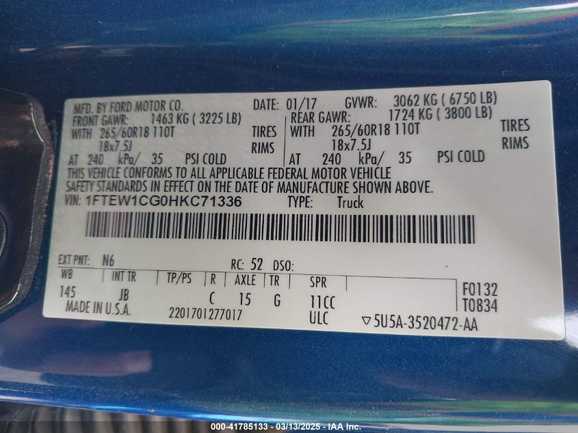 MFD. BY FORD MOTOR CO. DATE: 01/17 GVWR: 3062 KG ( 6750 LB)
FRONT GAWR: 1463 KG ( 3225 LB) REAR GAWR: 1724 KG ( 3800 LB)
WITH 265/60R18 110T TIRES WITH 265/60R18 110T TIRES
18x7.5J RIMS 18x7.5J RIMS
AT 240 kPa/ 35 PSI COLD AT 240 kPa/ 35 PSI COLD
THIS VEHICLE CONFORMS TO ALL APPLICABLE FEDERAL MOTOR VEHICLE
SAFETY STANDARDS IN EFFECT ON THE DATE OF MANUFACTURE SHOWN ABOVE.
VIN: 1FTEW1CG0HKC71336 TYPE: Truck
EXT PNT: N6 RC: 52 DSO:
WB INT TR TP/PS R AXLE TR SPR F0132
145 JB C 15 G 11CC T0834
MADE IN U.S.A. 2201701277017 ULC ▽5U5A-3520472-AA
000-41785133 - 03/13/2025 - IAA Inc.